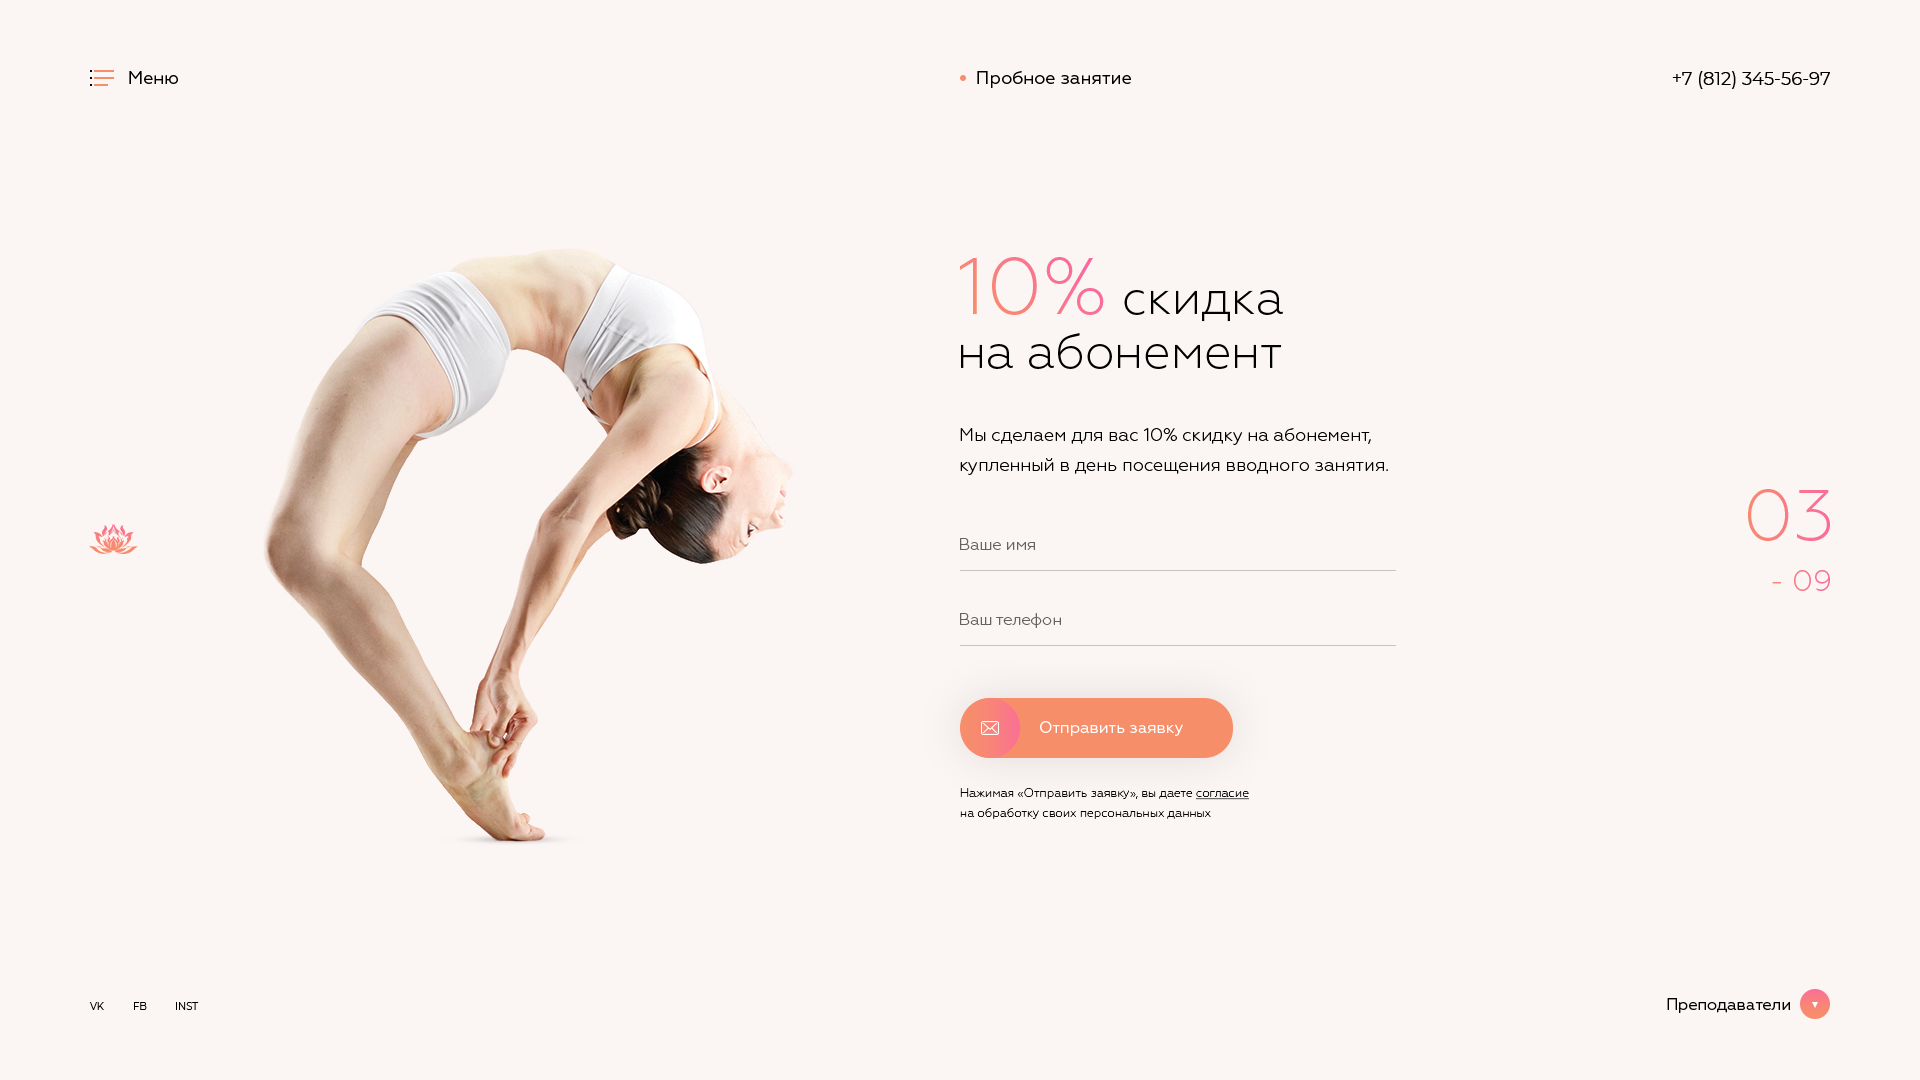 Меню
Пробное занятие
+7 (812) 345-56-97
10% скидка
на абонемент
Мы сделаем для вас 10% скидку на абонемент,
купленный в день посещения вводного занятия.
Ваше имя
Ваш телефон
Отправить заявку
Нажимая «Отправить заявку», вы даете согласие
на обработку своих персональных данных
03
- 09
VK FB INST
Преподаватели